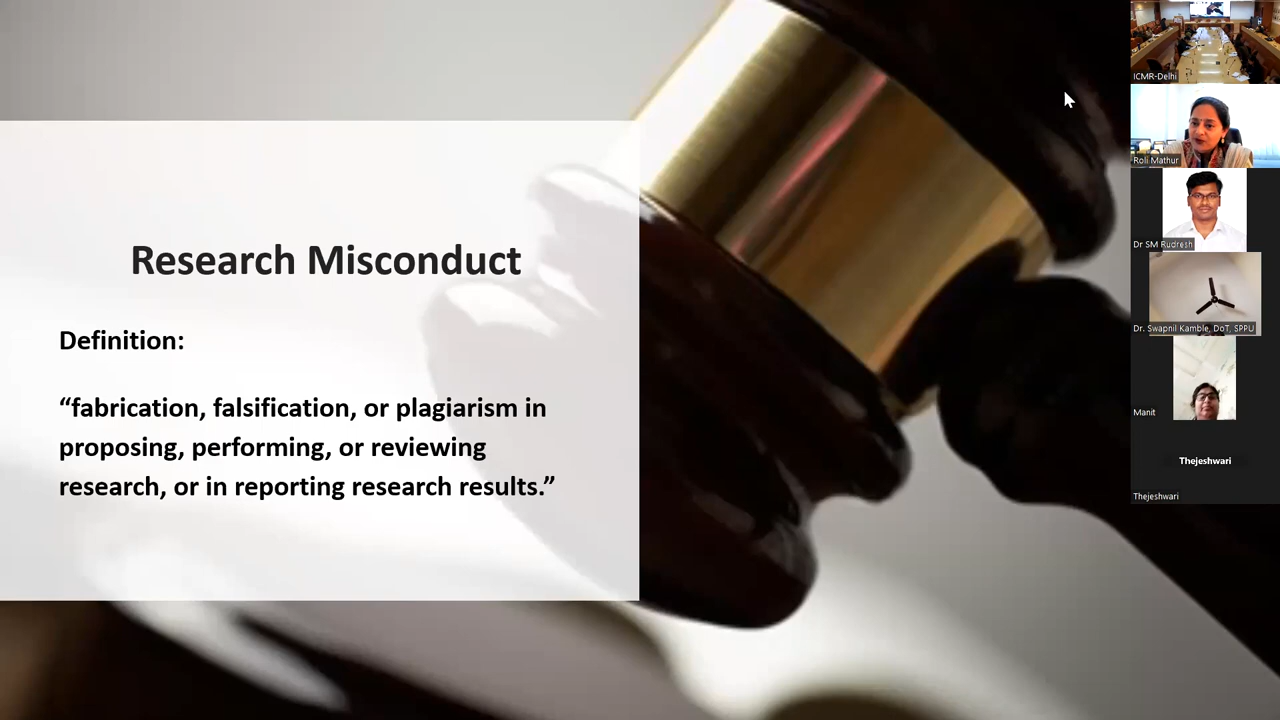 Research Misconduct
Definition:
“fabrication, falsification, or plagiarism in
proposing, performing, or reviewing
research, or in reporting research results.”
ICMR-Delhi
Roli Mathur
Dr SM Rudresh
Dr. Swapnil Kamble, DoT, SPPU
Manit
Thejeshwari
Thejeshwari